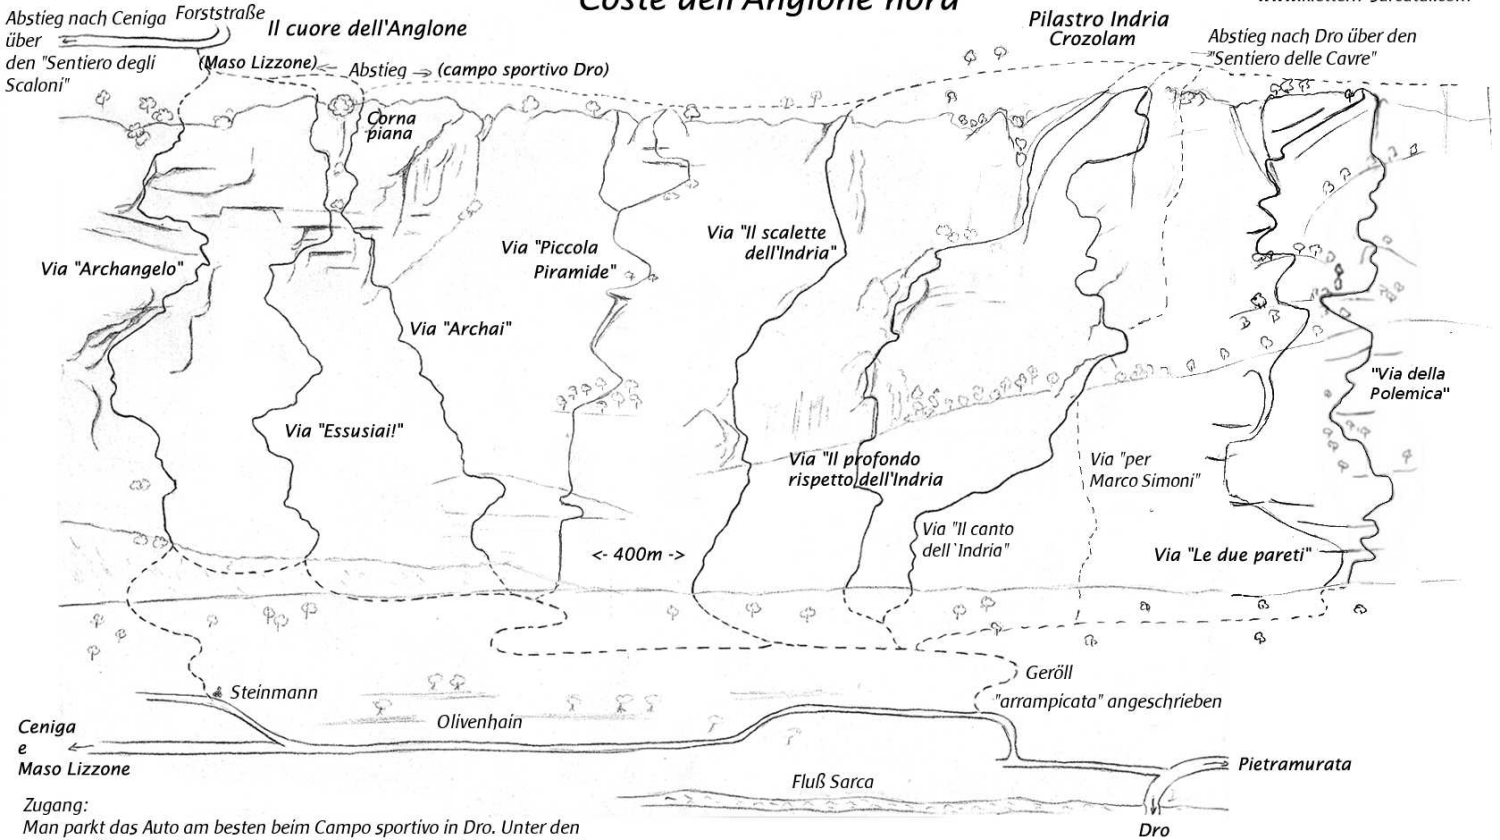 Coste dell'Anglone nord
Abstieg nach Ceniga
über
den "Sentiero degli
Scaloni"
Forststraße
Il cuore dell'Anglone
(Maso Lizzone)
Abstieg
(campo sportivo Dro)
Pilastro Indria
Crozolam
Abstieg nach Dro über den
"Sentiero delle Cavre"
Corna
piana
Via "Archangelo"
Via "Piccola
Piramide"
Via "Il scalette
dell'Indria"
Via "Archai"
"Via della
Polemica"
Via "Essusiai!"
Via "Il profondo
rispetto dell'Indria
Via "per
Marco Simoni"
<- 400m ->
Via "Il canto
dell`Indria"
Via "Le due pareti"
Steinmann
Geröll
"arrampicata" angeschrieben
Olivenhain
Ceniga
e
Maso Lizzone
Fluß Sarca
Pietramurata
Dro
Zugang:
Man parkt das Auto am besten beim Campo sportivo in Dro. Unter den